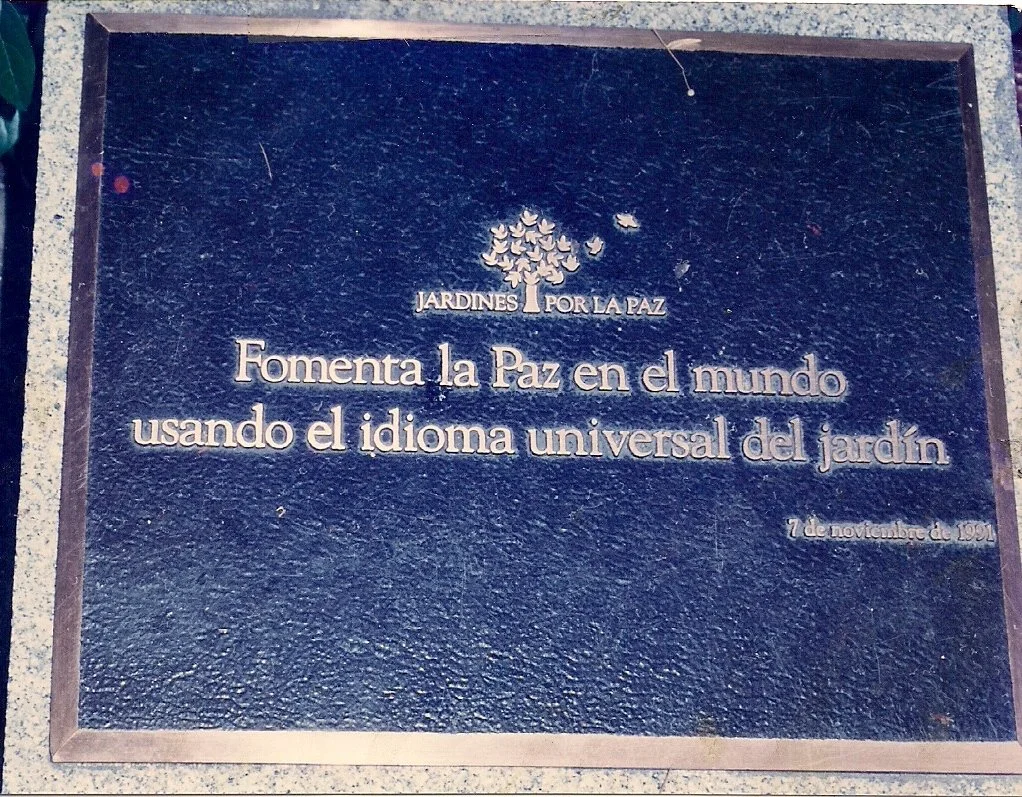 JARDINES POR LA PAZ
Fomenta la Paz en el mundo
usando el idioma universal del jardín
7 de noviembre de 1991